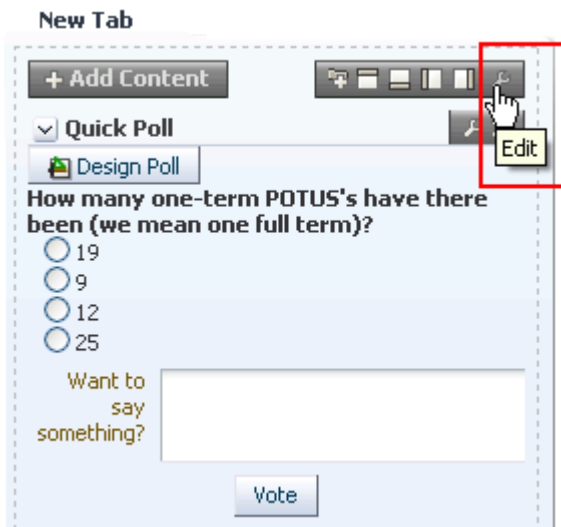 New Tab
+ Add Content
Quick Poll
Edit
Design Poll
How many one-term POTUS's have there
been (we mean one full term)?
19
9
12
25
Want to
say
something?
Vote